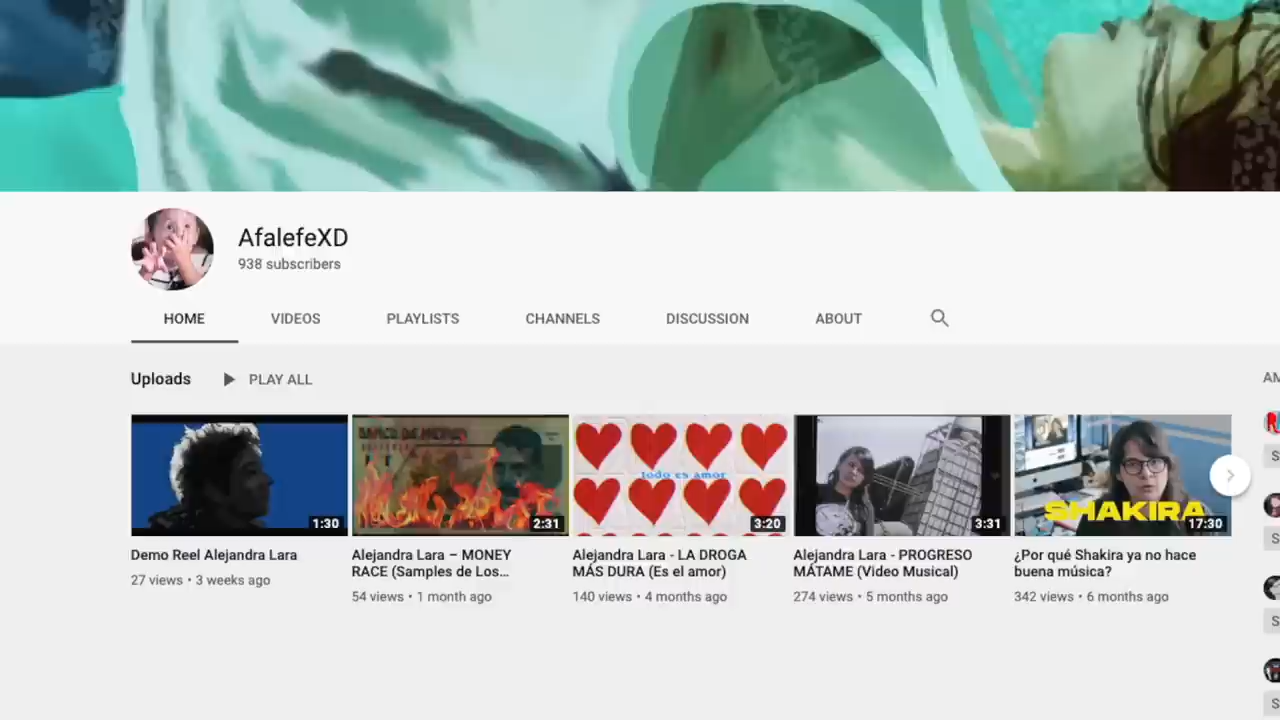 AfalefeXD
938 subscribers
HOME
VIDEOS
PLAYLISTS
CHANNELS
DISCUSSION
ABOUT
Uploads
PLAY ALL
AM
1:30
2:31
todo es amor
3:20
3:31
SHAKIRA
17:30
Demo Reel Alejandra Lara
27 views • 3 weeks ago
Alejandra Lara – MONEY
RACE (Samples de Los...
54 views • 1 month ago
Alejandra Lara - LA DROGA
MÁS DURA (Es el amor)
140 views • 4 months ago
Alejandra Lara - PROGRESO
MÁTAME (Video Musical)
274 views • 5 months ago
¿Por qué Shakira ya no hace
buena música?
342 views • 6 months ago
S
S
S
S